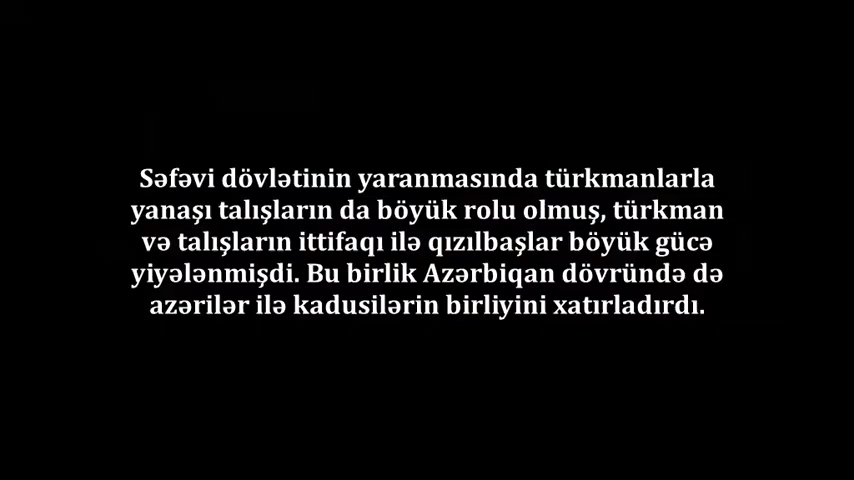 Səfəvi dövlətinin yaranmasında türkmanlarla
yanaşı talışların da böyük rolu olmuş, türkman
və talışların ittifaqı ilə qızılbaşlar böyük gücə
yiyələnmişdi. Bu birlik Azərbiqan dövründə də
azərilər ilə kadusilərin birliyini xatırladırdı.